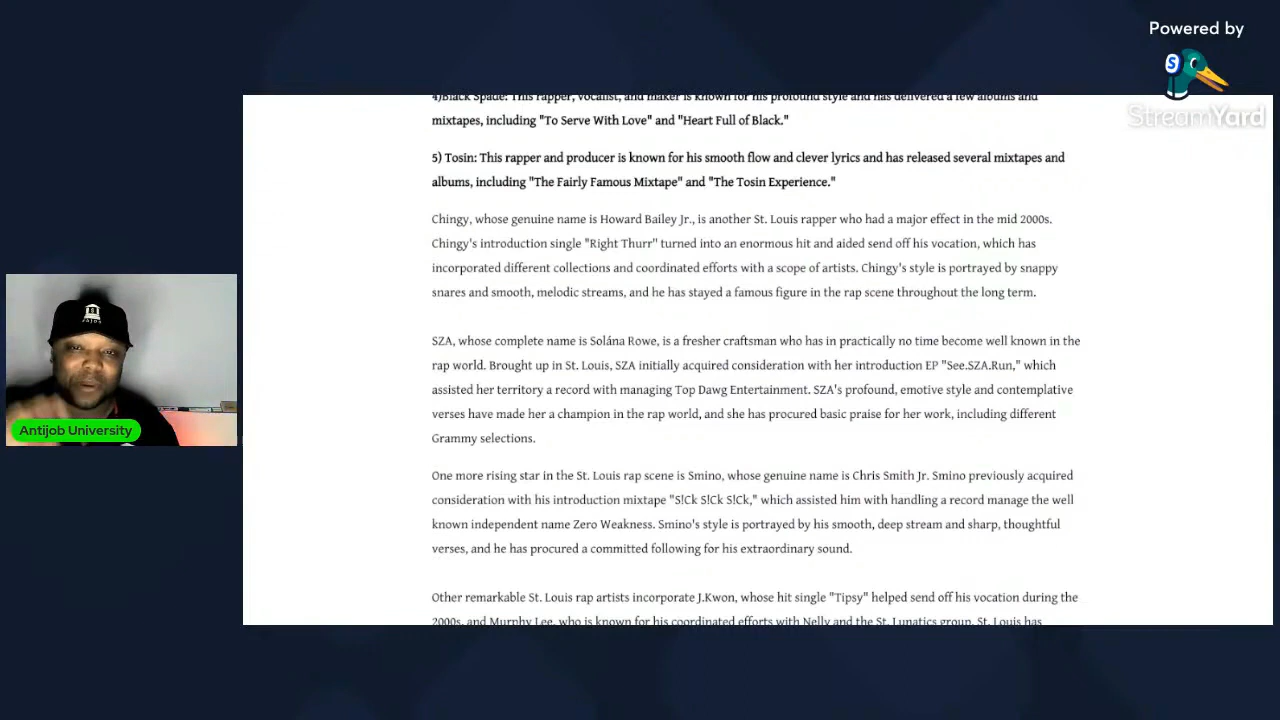 Powered by
StreamYard
4)Black Spade: This rapper, vocalist, and maker is known for his profound style and has delivered a few albums and
mixtapes, including "To Serve With Love" and "Heart Full of Black."
5) Tosin: This rapper and producer is known for his smooth flow and clever lyrics and has released several mixtapes and
albums, including "The Fairly Famous Mixtape" and "The Tosin Experience."
Chingy, whose genuine name is Howard Bailey Jr., is another St. Louis rapper who had a major effect in the mid 2000s.
Chingy's introduction single "Right Thurr" turned into an enormous hit and aided send off his vocation, which has
incorporated different collections and coordinated efforts with a scope of artists. Chingy's style is portrayed by snappy
snares and smooth, melodic streams, and he has stayed a famous figure in the rap scene throughout the long term.
SZA, whose complete name is Solána Rowe, is a fresher craftsman who has in practically no time become well known in the
rap world. Brought up in St. Louis, SZA initially acquired consideration with her introduction EP "See.SZA.Run," which
assisted her territory a record with managing Top Dawg Entertainment. SZA's profound, emotive style and contemplative
verses have made her a champion in the rap world, and she has procured basic praise for her work, including different
Grammy selections.
One more rising star in the St. Louis rap scene is Smino, whose genuine name is Chris Smith Jr. Smino previously acquired
consideration with his introduction mixtape "S!Ck S!Ck S!Ck," which assisted him with handling a record manage the well
known independent name Zero Weakness. Smino's style is portrayed by his smooth, deep stream and sharp, thoughtful
verses, and he has procured a committed following for his extraordinary sound.
Other remarkable St. Louis rap artists incorporate J.Kwon, whose hit single "Tipsy" helped send off his vocation during the
2000s, and Murphy Lee, who is known for his coordinated efforts with Nelly and the St. Lunatics group. St. Louis has
Antijob University